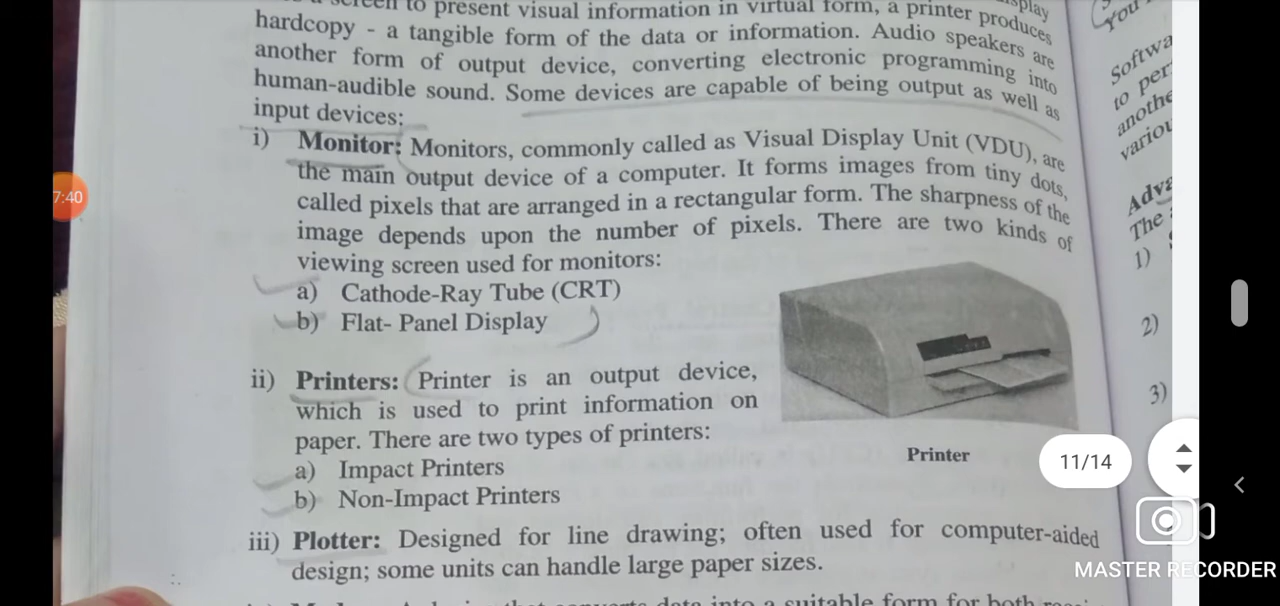 screen to present visual information in virtual form, a printer produces
hardcopy - a tangible form of the data or information. Audio speakers are
another form of output device, converting electronic programming into
human-audible sound. Some devices are capable of being output as well as
input devices:
i) Monitor: Monitors, commonly called as Visual Display Unit (VDU), are
the main output device of a computer. It forms images from tiny dots,
called pixels that are arranged in a rectangular form. The sharpness of the
image depends upon the number of pixels. There are two kinds of
viewing screen used for monitors:
a) Cathode-Ray Tube (CRT)
b) Flat- Panel Display
ii) Printers: Printer is an output device,
which is used to print information on
paper. There are two types of printers:
a) Impact Printers
b) Non-Impact Printers
Printer
iii) Plotter: Designed for line drawing; often used for computer-aided
design; some units can handle large paper sizes.
data into a suitable form for both
You
Softwa
to per
anothe
variou
Adva
The
1)
2)
3)
7:40
11/14
MASTER RECORDER